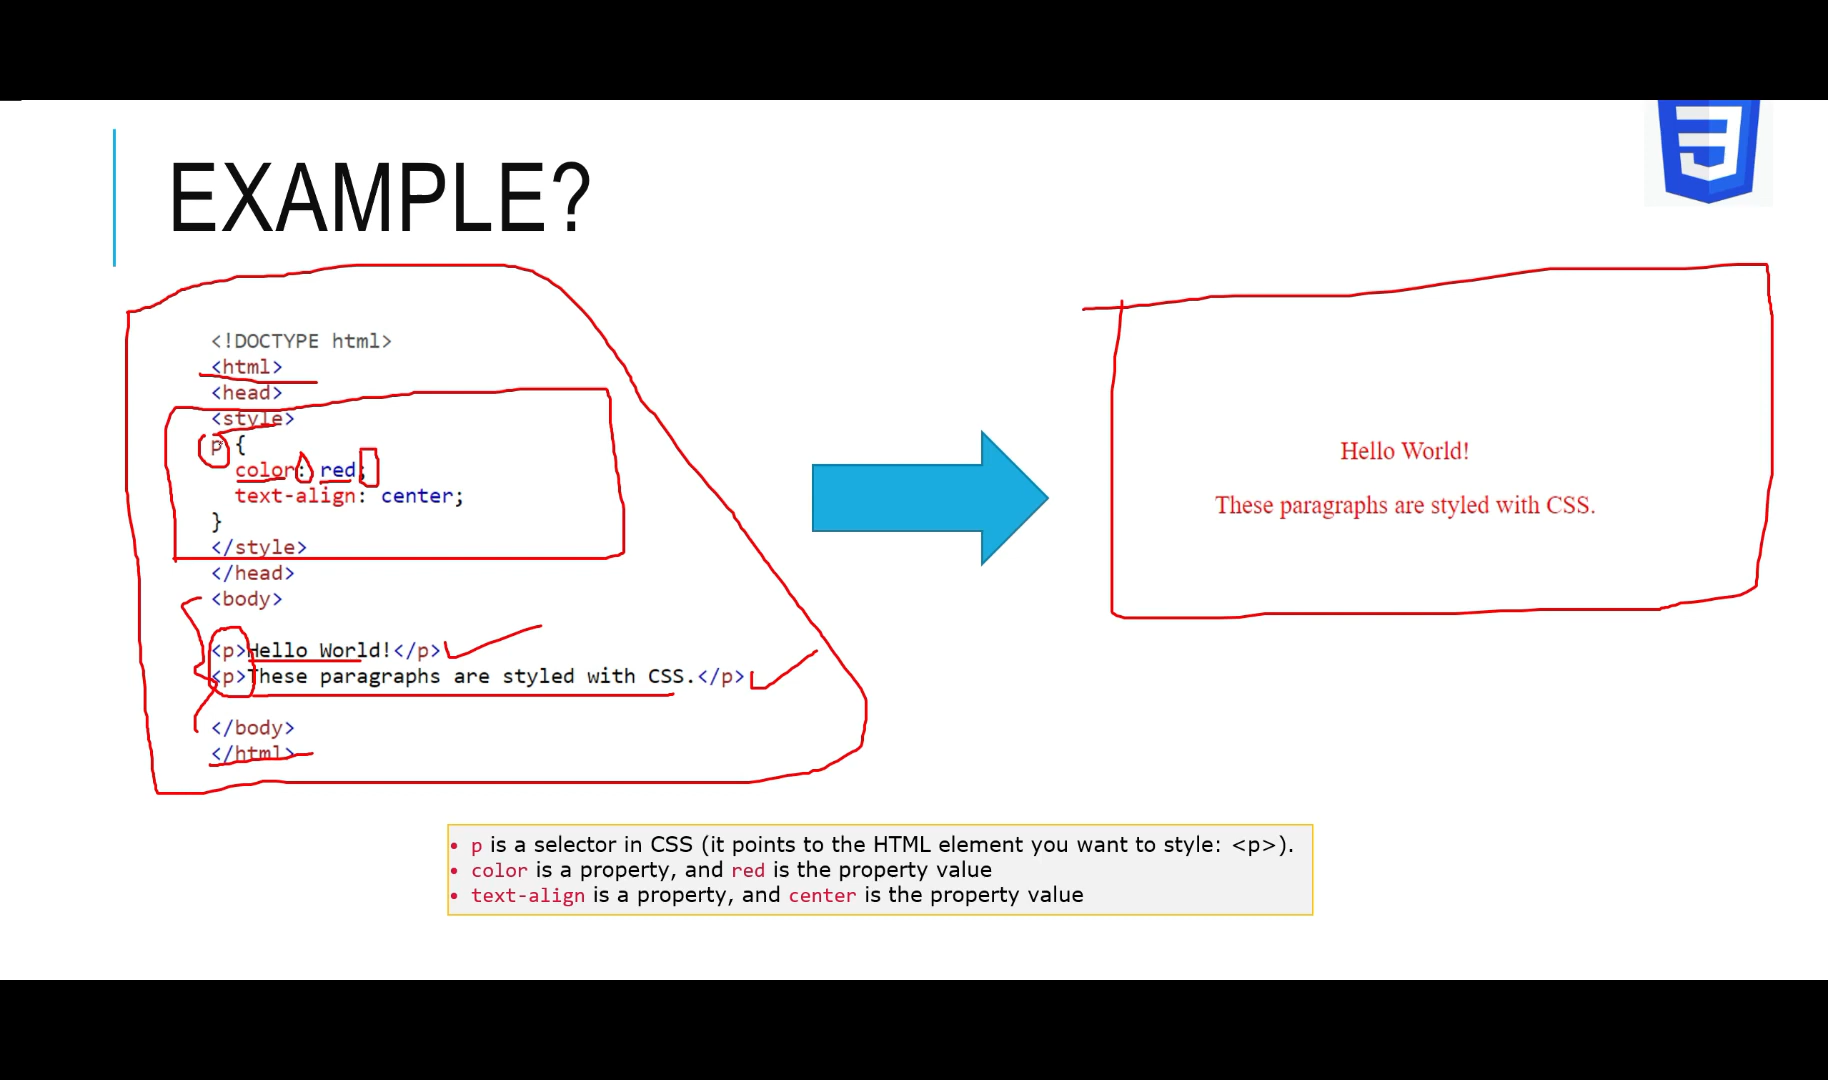 EXAMPLE?
<!DOCTYPE html>
<html>
<head>
<style>
p {
color: red;
text-align: center;
}
</style>
</head>
<body>
<p>Hello World!</p>
<p>These paragraphs are styled with CSS.</p>
</body>
</html>
Hello World!
These paragraphs are styled with CSS.
• p is a selector in CSS (it points to the HTML element you want to style: <p>).
• color is a property, and red is the property value
• text-align is a property, and center is the property value